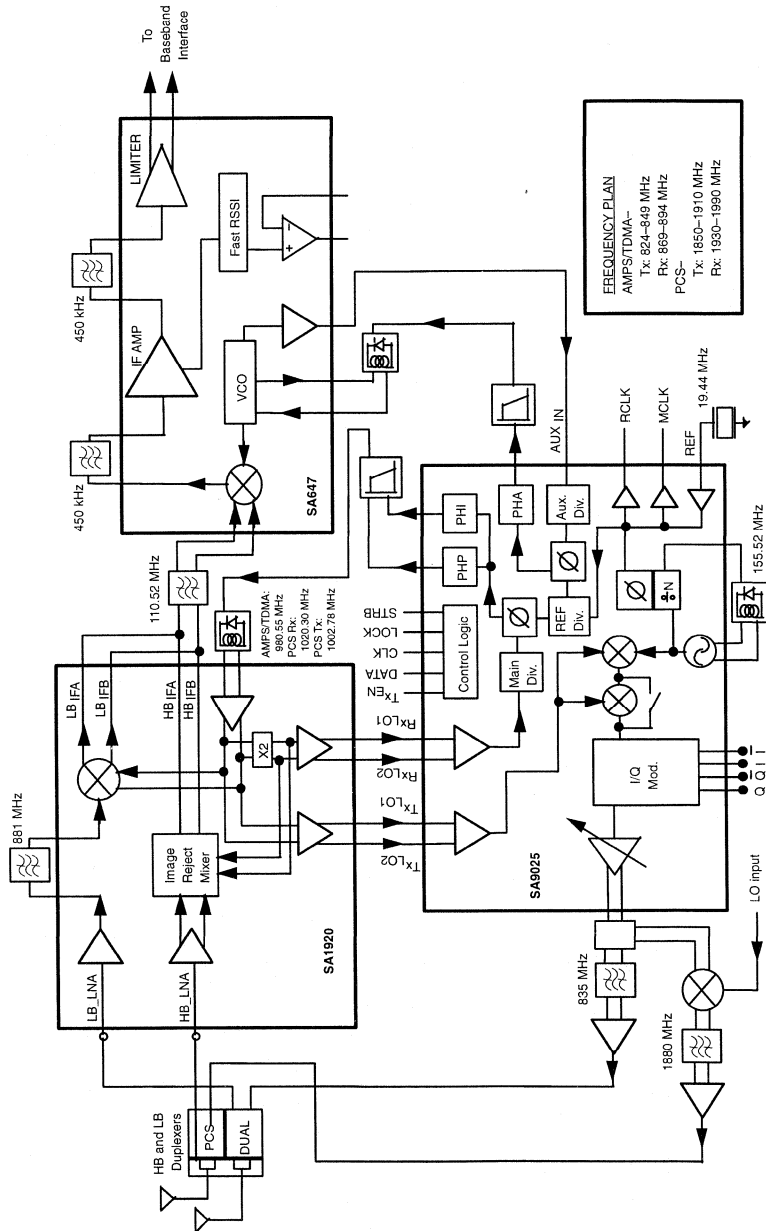 To
Baseband
Interface
LIMITER
450 kHz
IF AMP
Fast RSSI
+ −
VCO
450 kHz
SA647
110.52 MHz
AMPS/TDMA:
980.55 MHz
PCS Rx:
1020.30 MHz
PCS Tx:
1002.78 MHz
LB IFA
LB IFB
HB IFA
HB IFB
881 MHz
X2
Image
Reject
Mixer
LB_LNA
HB_LNA
SA1920
HB and LB
Duplexers
PCS
DUAL
RxLO1
RxLO2
TxLO1
TxLO2
FREQUENCY PLAN
AMPS/TDMA–
Tx: 824–849 MHz
Rx: 869–894 MHz
PCS–
Tx: 1850–1910 MHz
Rx: 1930–1990 MHz
AUX IN
RCLK
MCLK
REF
19.44 MHz
PHP
PHI
PHA
Aux.
Div.
Ø
Ø
REF
Div.
Main
Div.
STRB
LOCK
CLK
DATA
TxEN
Control Logic
Ø
÷N
155.52 MHz
I/Q
Mod.
Q Q̅ I I̅
SA9025
835 MHz
1880 MHz
LO input